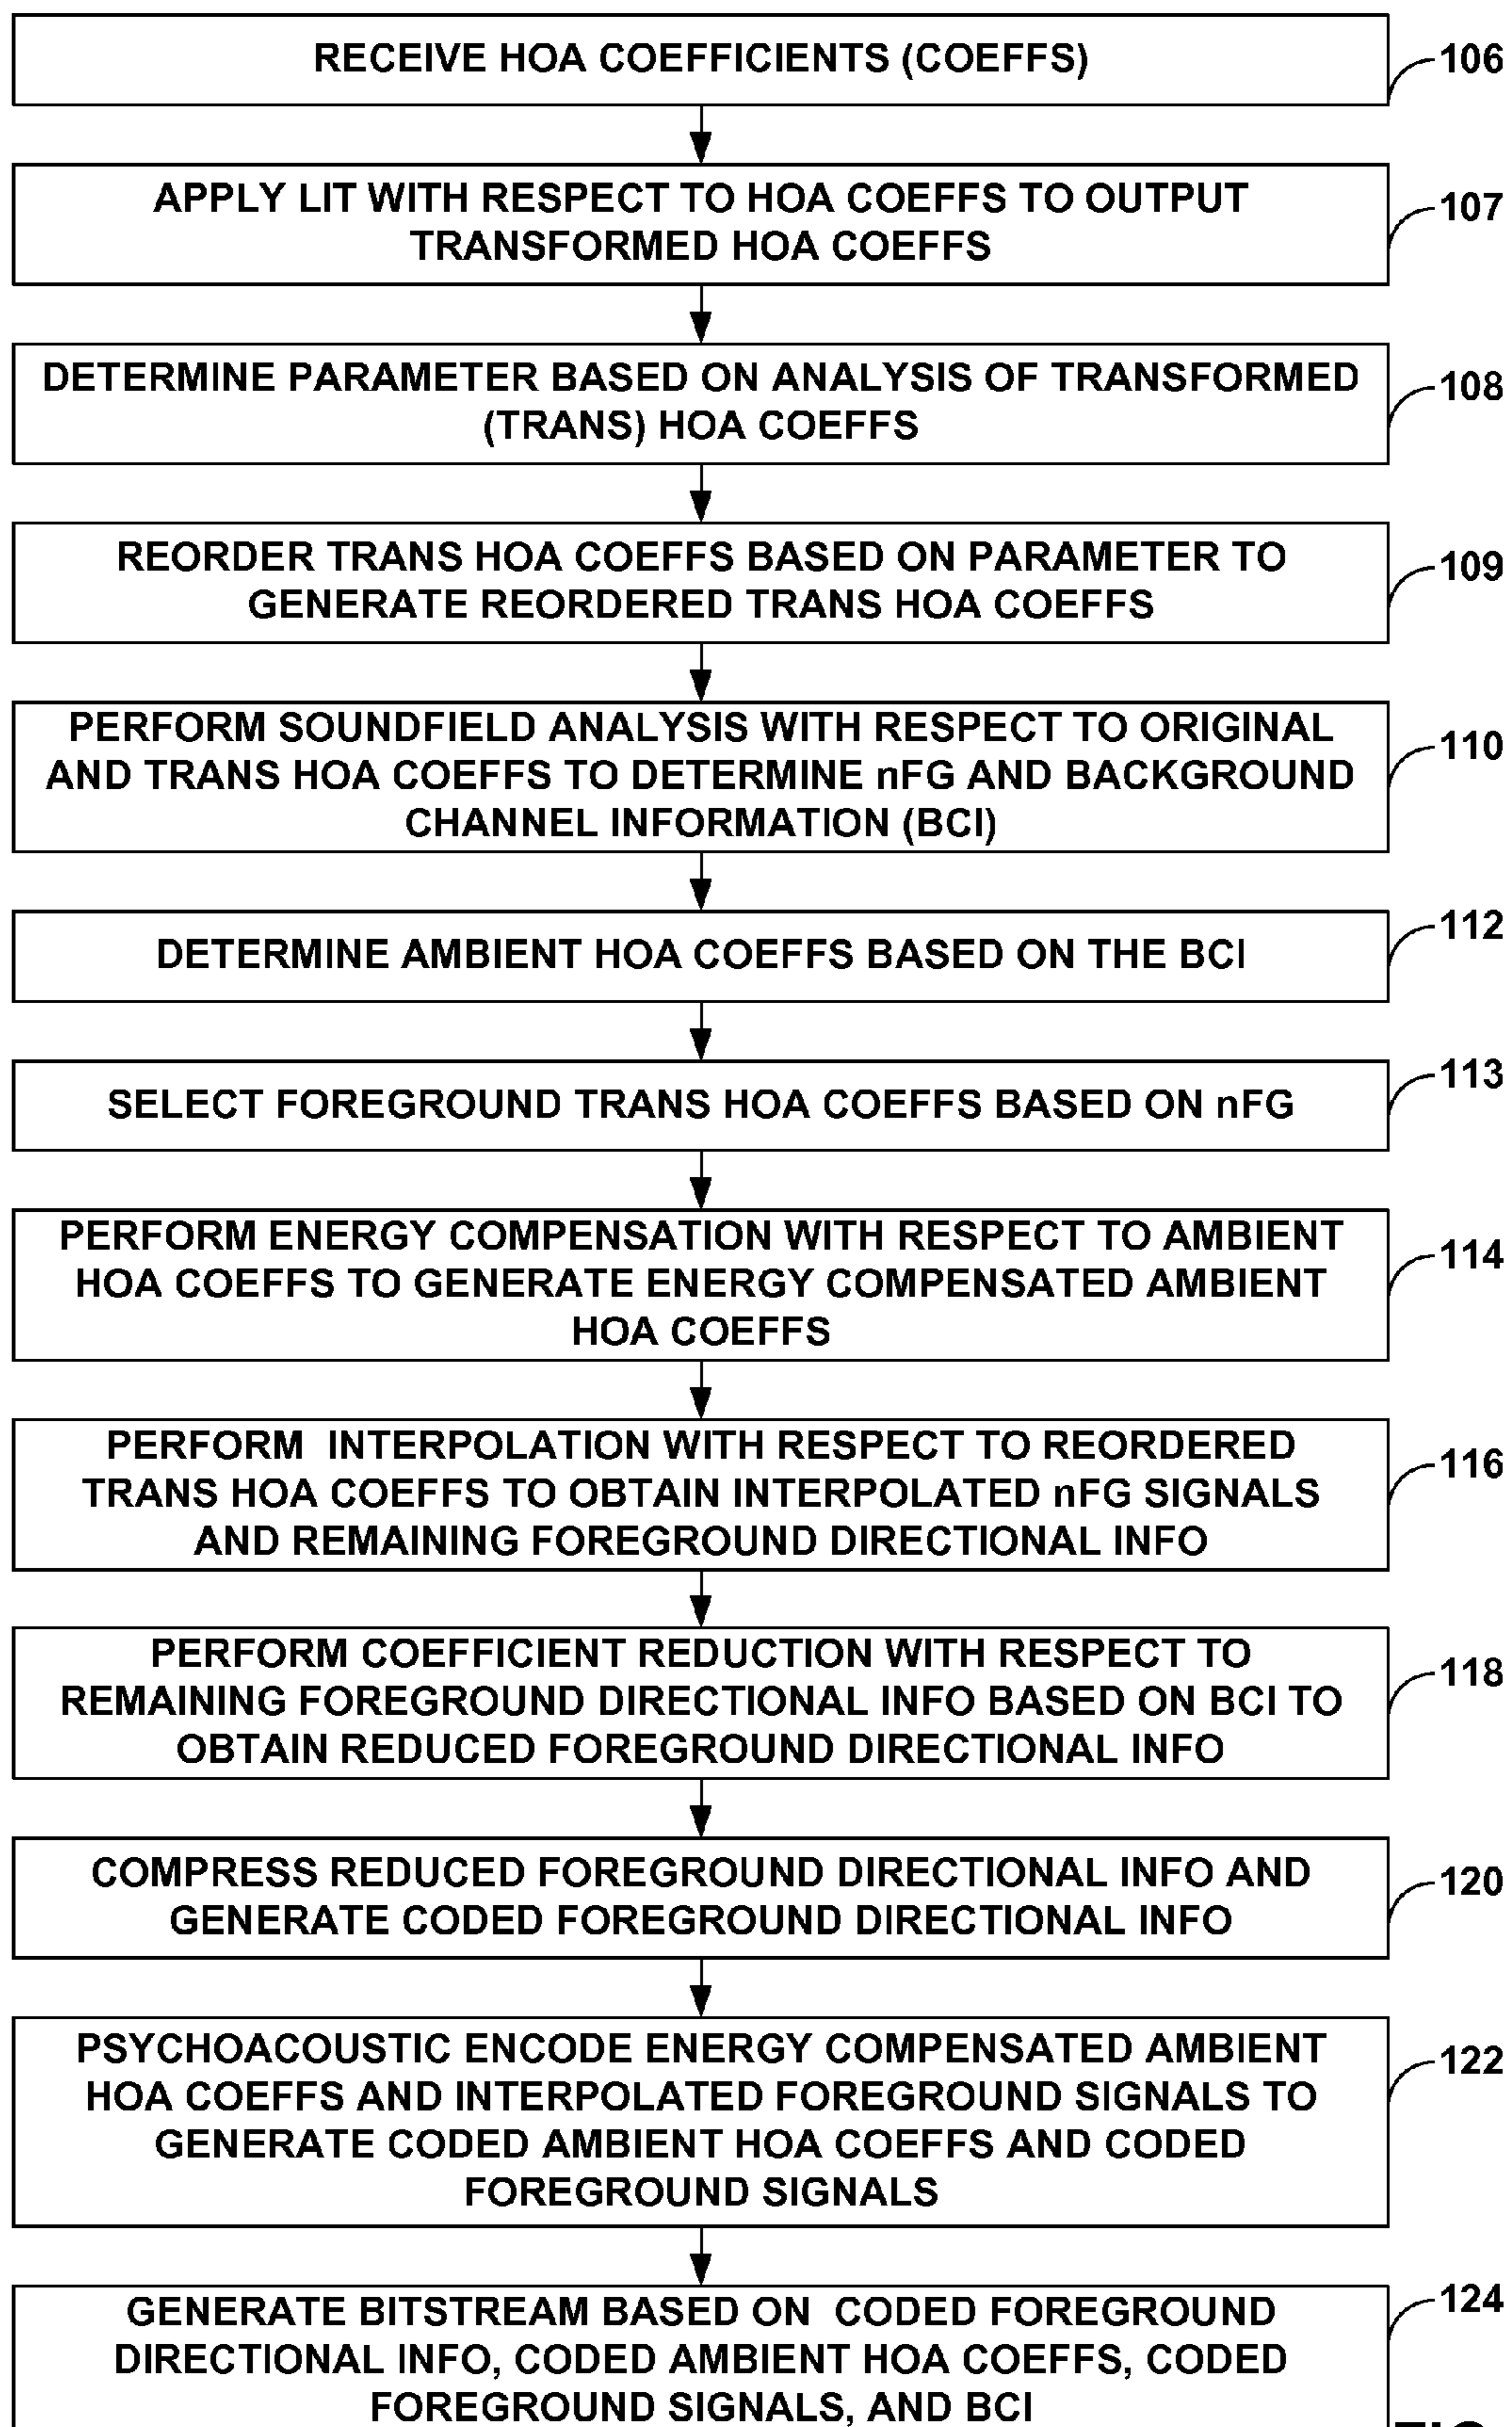 RECEIVE HOA COEFFICIENTS (COEFFS)
106
APPLY LIT WITH RESPECT TO HOA COEFFS TO OUTPUT
TRANSFORMED HOA COEFFS
107
DETERMINE PARAMETER BASED ON ANALYSIS OF TRANSFORMED
(TRANS) HOA COEFFS
108
REORDER TRANS HOA COEFFS BASED ON PARAMETER TO
GENERATE REORDERED TRANS HOA COEFFS
109
PERFORM SOUNDFIELD ANALYSIS WITH RESPECT TO ORIGINAL
AND TRANS HOA COEFFS TO DETERMINE nFG AND BACKGROUND
CHANNEL INFORMATION (BCI)
110
DETERMINE AMBIENT HOA COEFFS BASED ON THE BCI
112
SELECT FOREGROUND TRANS HOA COEFFS BASED ON nFG
113
PERFORM ENERGY COMPENSATION WITH RESPECT TO AMBIENT
HOA COEFFS TO GENERATE ENERGY COMPENSATED AMBIENT
HOA COEFFS
114
PERFORM INTERPOLATION WITH RESPECT TO REORDERED
TRANS HOA COEFFS TO OBTAIN INTERPOLATED nFG SIGNALS
AND REMAINING FOREGROUND DIRECTIONAL INFO
116
PERFORM COEFFICIENT REDUCTION WITH RESPECT TO
REMAINING FOREGROUND DIRECTIONAL INFO BASED ON BCI TO
OBTAIN REDUCED FOREGROUND DIRECTIONAL INFO
118
COMPRESS REDUCED FOREGROUND DIRECTIONAL INFO AND
GENERATE CODED FOREGROUND DIRECTIONAL INFO
120
PSYCHOACOUSTIC ENCODE ENERGY COMPENSATED AMBIENT
HOA COEFFS AND INTERPOLATED FOREGROUND SIGNALS TO
GENERATE CODED AMBIENT HOA COEFFS AND CODED
FOREGROUND SIGNALS
122
GENERATE BITSTREAM BASED ON CODED FOREGROUND
DIRECTIONAL INFO, CODED AMBIENT HOA COEFFS, CODED
FOREGROUND SIGNALS, AND BCI
124